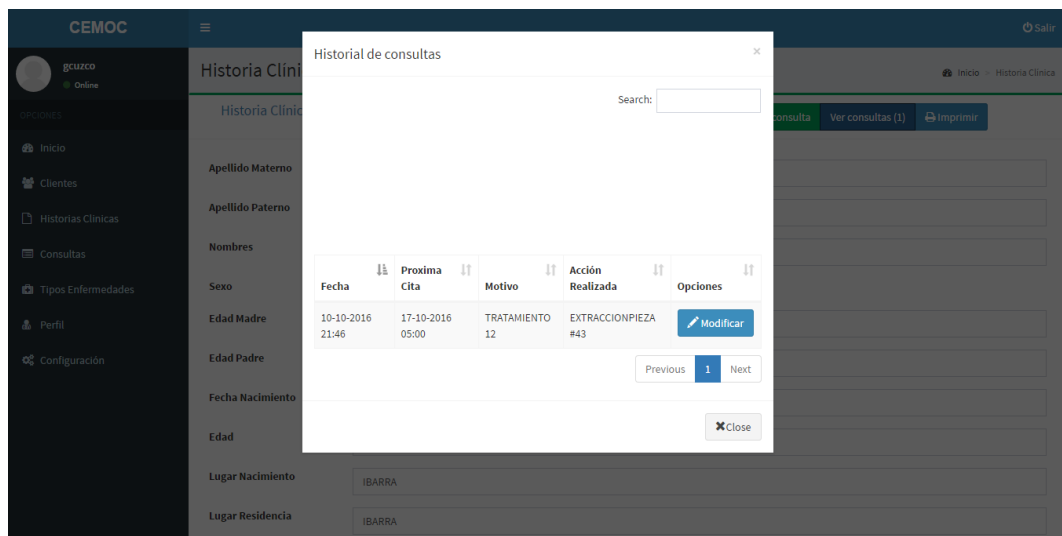 CEMOC
Salir
gcuzco
Online
OPCIONES
Inicio
Clientes
Historias Clinicas
Consultas
Tipos Enfermedades
Perfil
Configuración
Historia Clíni
Inicio > Historia Clinica
Historia Clinic
consulta
Ver consultas (1)
Imprimir
Apellido Materno
Apellido Paterno
Nombres
Sexo
Edad Madre
Edad Padre
Fecha Nacimiento
Edad
Lugar Nacimiento
IBARRA
Lugar Residencia
IBARRA
Historial de consultas
×
Search:
Fecha
Proxima
Cita
Motivo
Acción
Realizada
Opciones
10-10-2016
21:46
17-10-2016
05:00
TRATAMIENTO
12
EXTRACCIONPIEZA
#43
Modificar
Previous 1 Next
Close